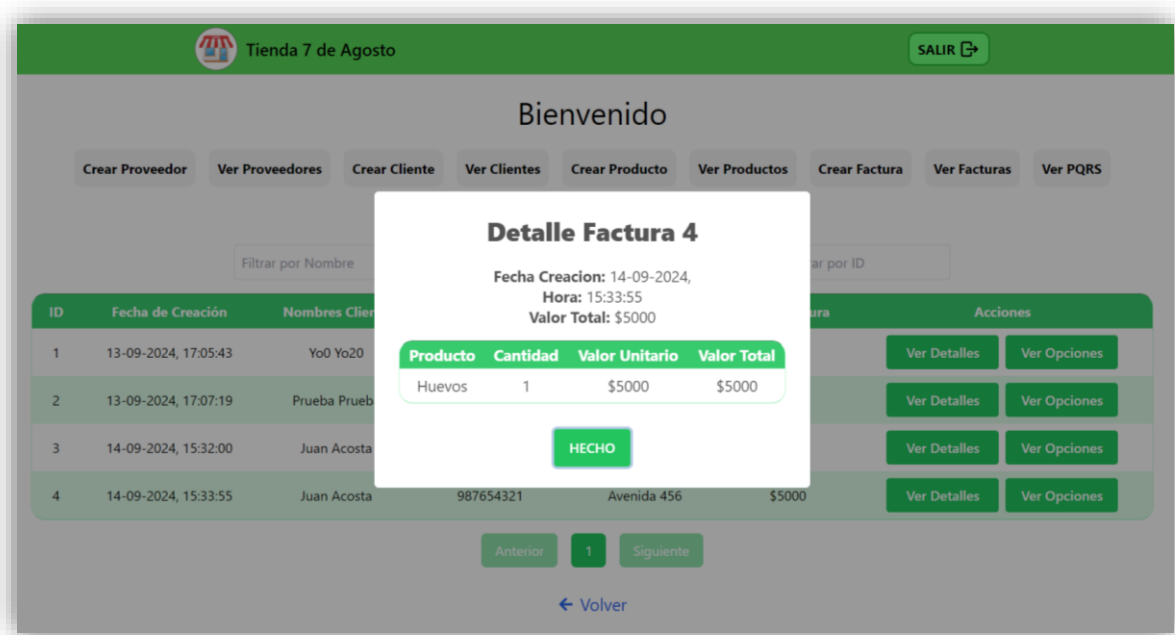 Tienda 7 de Agosto SALIR
Bienvenido
Crear Proveedor Ver Proveedores Crear Cliente Ver Clientes Crear Producto Ver Productos Crear Factura Ver Facturas Ver PQRS
Filtrar por Nombre por ID
Detalle Factura 4
Fecha Creacion: 14-09-2024,
Hora: 15:33:55
Valor Total: $5000
Producto Cantidad Valor Unitario Valor Total
Huevos 1 $5000 $5000
HECHO
ID Fecha de Creación Nombres Acciones
1 13-09-2024, 17:05:43 Yo0 Yo20 Ver Detalles Ver Opciones
2 13-09-2024, 17:07:19 Prueba Ver Detalles Ver Opciones
3 14-09-2024, 15:32:00 Juan Acosta Ver Detalles Ver Opciones
4 14-09-2024, 15:33:55 Juan Acosta 987654321 Avenida 456 $5000 Ver Detalles Ver Opciones
Anterior 1 Siguiente
Volver